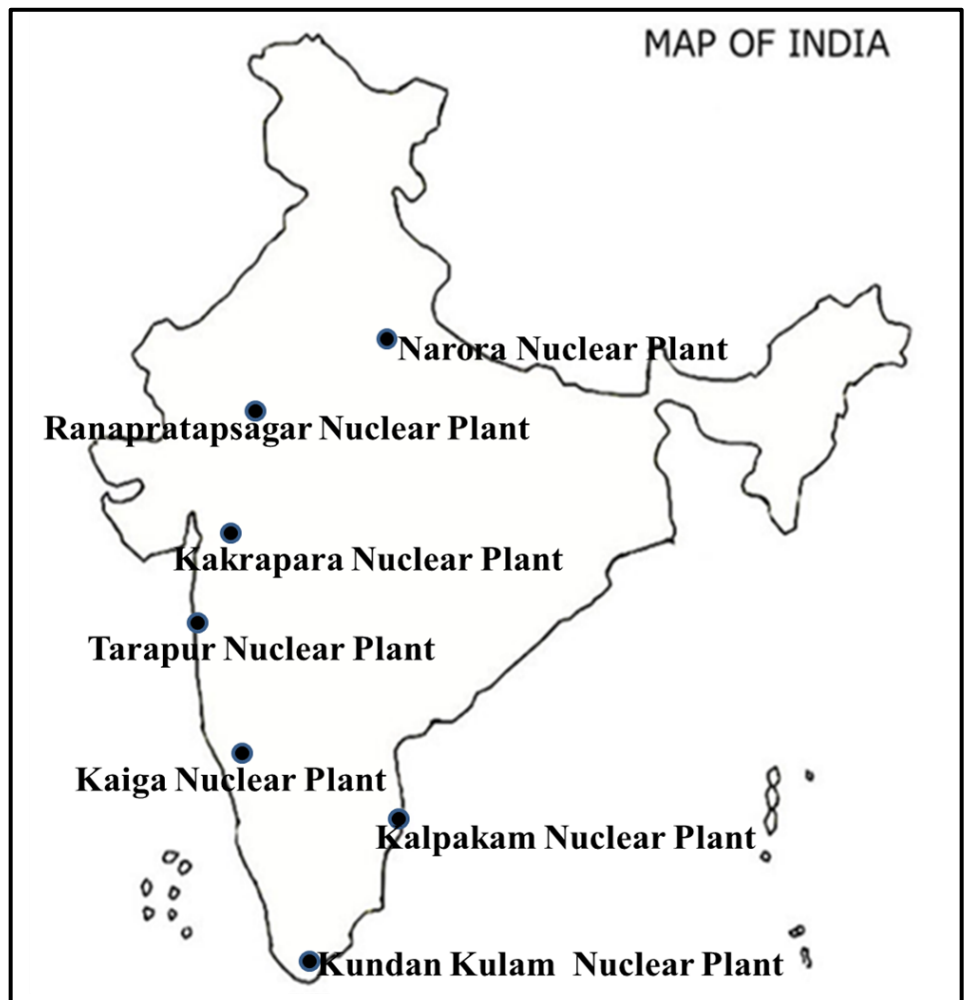 MAP OF INDIA
Narora Nuclear Plant
Ranapratapsagar Nuclear Plant
Kakrapara Nuclear Plant
Tarapur Nuclear Plant
Kaiga Nuclear Plant
Kalpakam Nuclear Plant
Kundan Kulam Nuclear Plant